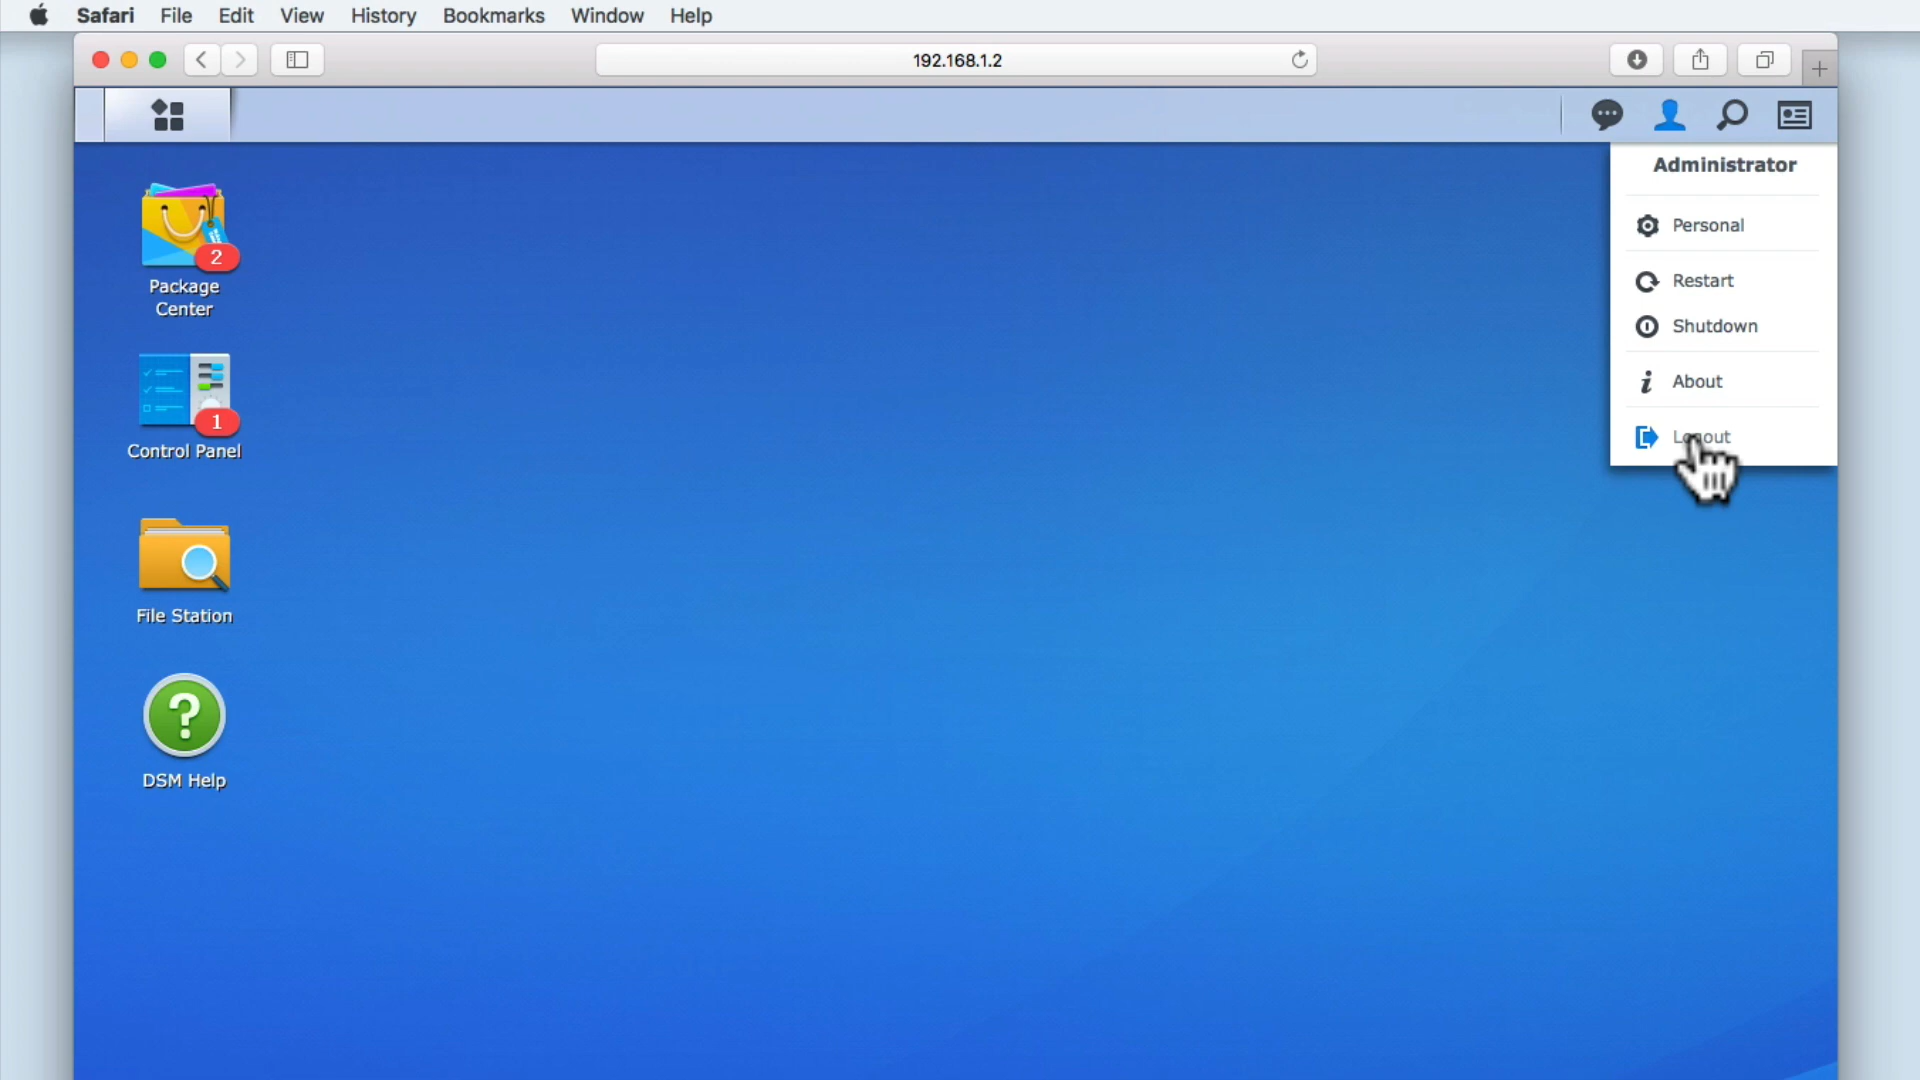 Safari File Edit View History Bookmarks Window Help
192.168.1.2
Administrator
Personal
Restart
Shutdown
About
Logout
2
Package
Center
1
Control Panel
File Station
?
DSM Help